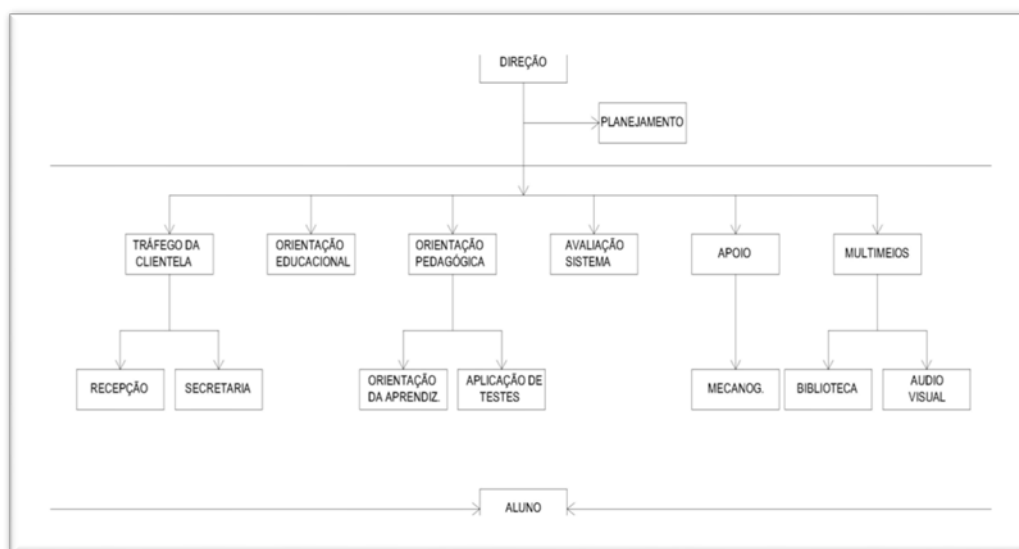 DIREÇÃO
PLANEJAMENTO
TRÁFEGO DA
CLIENTELA
ORIENTAÇÃO
EDUCACIONAL
ORIENTAÇÃO
PEDAGÓGICA
AVALIAÇÃO
SISTEMA
APOIO
MULTIMEIOS
RECEPÇÃO
SECRETARIA
ORIENTAÇÃO
DA APRENDIZ.
APLICAÇÃO DE
TESTES
MECANOG.
BIBLIOTECA
AUDIO
VISUAL
ALUNO